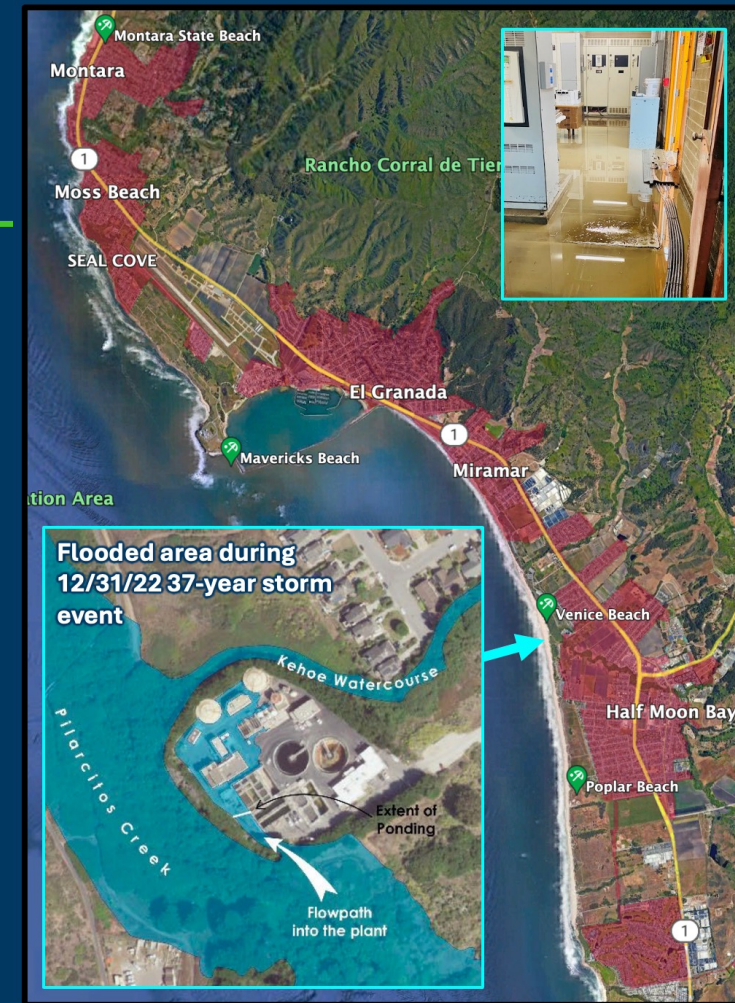 Montara State Beach
Montara
1
Moss Beach
Rancho Corral de Tier
SEAL COVE
El Granada
1
Mavericks Beach
Miramar
tion Area
Flooded area during
12/31/22 37-year storm
event
Kehoe Watercourse
Pilarcitos Creek
Extent of
Ponding
Flowpath
into the plant
Venice Beach
Half Moon Bay
Poplar Beach
1